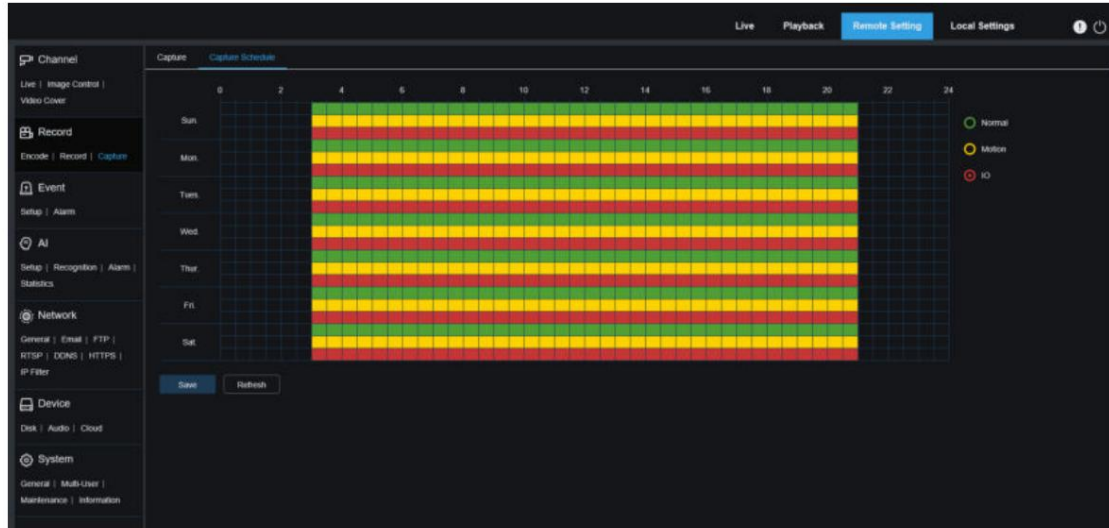 Live Playback Remote Setting Local Settings
Channel
Live | Image Control |
Video Cover
Record
Encode | Record | Capture
Event
Setup | Alarm
AI
Setup | Recognition | Alarm |
Statistics
Network
General | Email | FTP |
RTSP | DDNS | HTTPS |
IP Filter
Device
Disk | Audio | Cloud
System
General | Multi-User |
Maintenance | Information
Capture Capture Schedule
0 2 4 6 8 10 12 14 16 18 20 22 24
Sun.
Mon.
Tues.
Wed.
Thur.
Fri.
Sat.
Normal
Motion
IO
Save Refresh